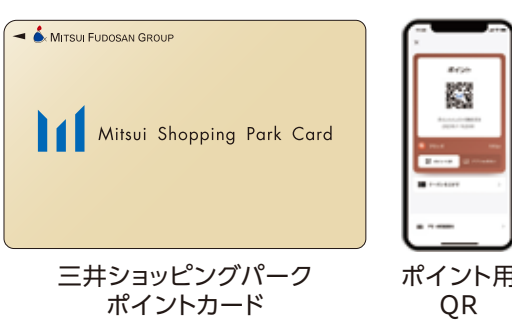 MITSUI FUDOSAN GROUP
Mitsui Shopping Park Card
ポイント
三井ショッピングパーク
ポイントカード
ポイント用
QR